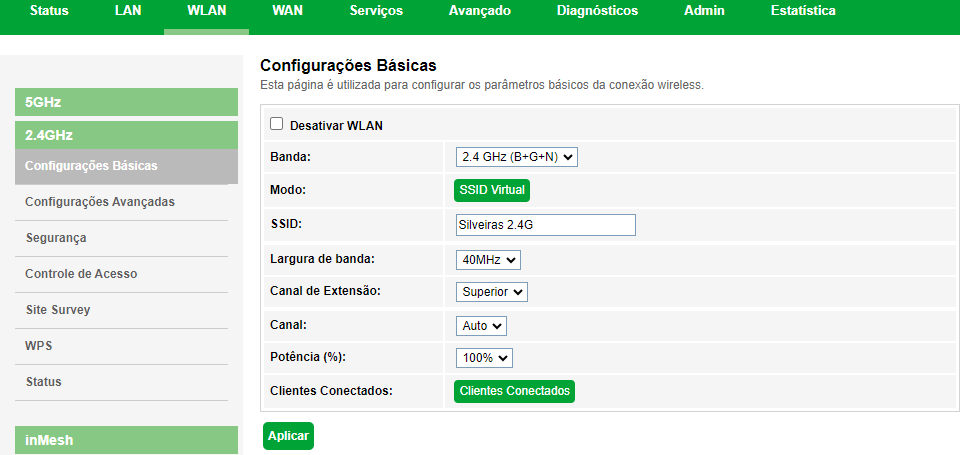 Status LAN WLAN WAN Serviços Avançado Diagnósticos Admin Estatística
5GHz
2.4GHz
Configurações Básicas
Configurações Avançadas
Segurança
Controle de Acesso
Site Survey
WPS
Status
inMesh
Configurações Básicas
Esta página é utilizada para configurar os parâmetros básicos da conexão wireless.
Desativar WLAN
Banda: 2.4 GHz (B+G+N)
Modo: SSID Virtual
SSID: Silveiras 2.4G
Largura de banda: 40MHz
Canal de Extensão: Superior
Canal: Auto
Potência (%): 100%
Clientes Conectados: Clientes Conectados
Aplicar